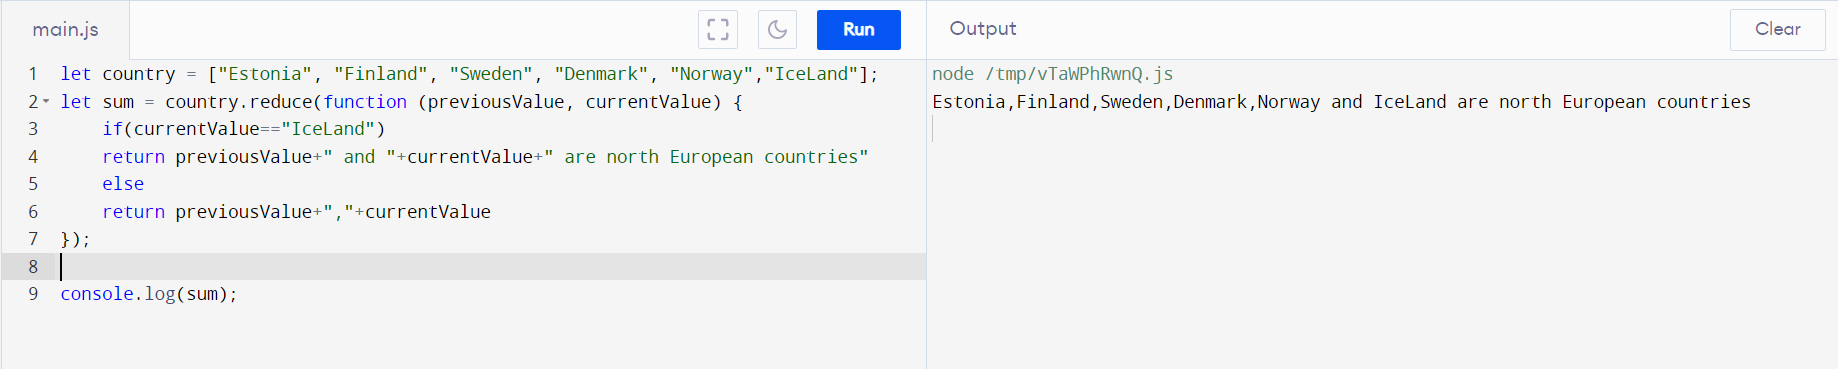 main.js
Run
1 let country = ["Estonia", "Finland", "Sweden", "Denmark", "Norway","IceLand"];
2 let sum = country.reduce(function (previousValue, currentValue) {
3     if(currentValue=="IceLand")
4     return previousValue+" and "+currentValue+" are north European countries"
5     else
6     return previousValue+","+currentValue
7 });
8
9 console.log(sum);
Output
Clear
node /tmp/vTaWPhRwnQ.js
Estonia,Finland,Sweden,Denmark,Norway and IceLand are north European countries